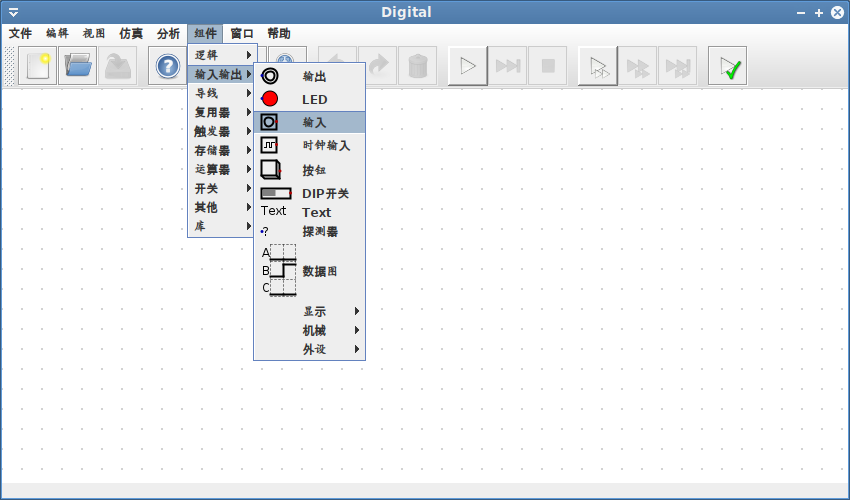 Digital
文件 编辑 视图 仿真 分析 组件 窗口 帮助
逻辑
输入输出
导线
复用器
触发器
存储器
运算器
开关
其他
库
输出
LED
输入
时钟输入
按钮
DIP开关
Text Text
? 探测器
A
B 数据图
C
显示
机械
外设